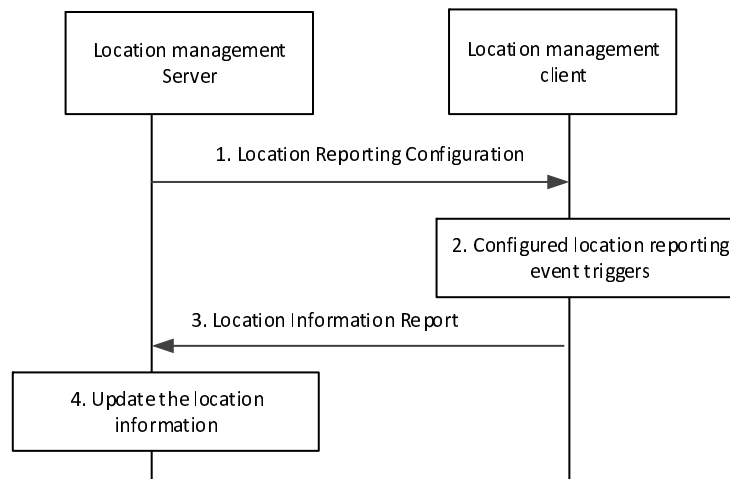 Location management
Server
Location management
client
1. Location Reporting Configuration
2. Configured location reporting
event triggers
3. Location Information Report
4. Update the location
information